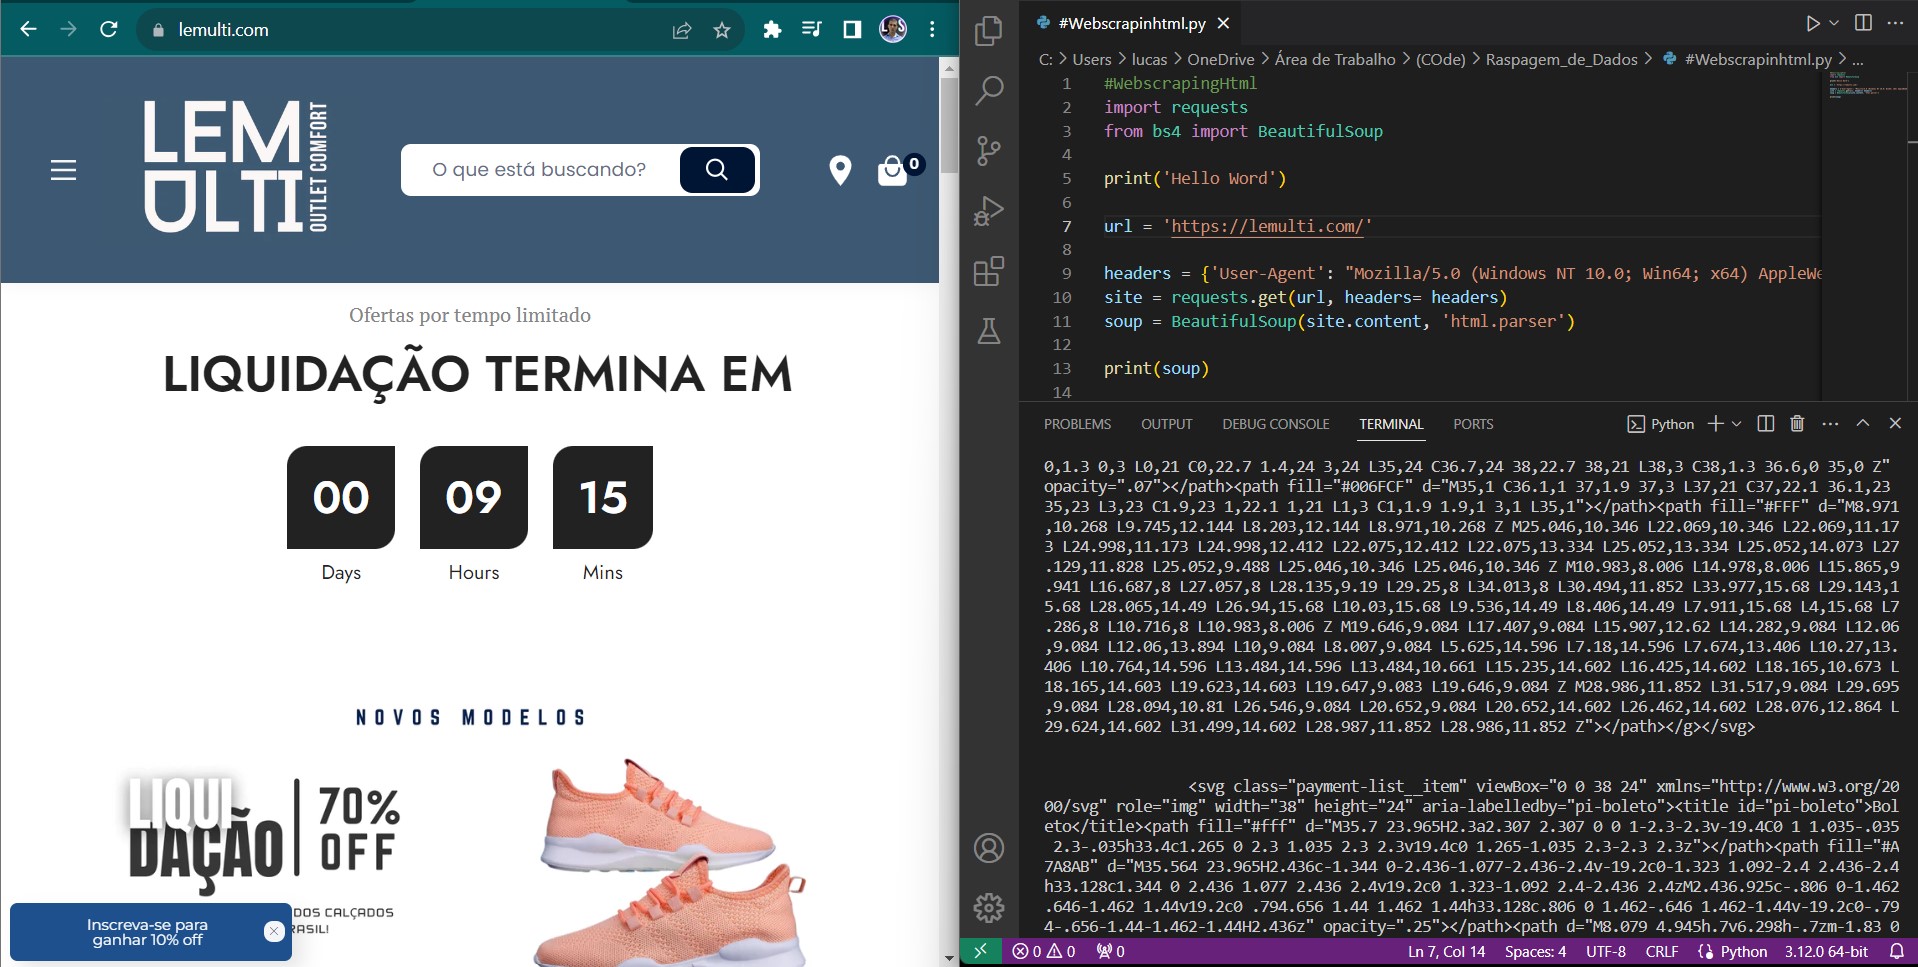 lemulti.com
LEM
ULTI
OUTLET COMFORT
O que está buscando?
0
Ofertas por tempo limitado
LIQUIDAÇÃO TERMINA EM
00
09
15
Days
Hours
Mins
NOVOS MODELOS
LIQUI
DAÇÃO
70%
OFF
DOS CALÇADOS
RASIL!
Inscreva-se para
ganhar 10% off
#Webscrapinhtml.py
C: > Users > lucas > OneDrive > Área de Trabalho > (COde) > Raspagem_de_Dados > #Webscrapinhtml.py > ...
1 #WebscrapingHtml
2 import requests
3 from bs4 import BeautifulSoup
4
5 print('Hello Word')
6
7 url = 'https://lemulti.com/'
8
9 headers = {'User-Agent': "Mozilla/5.0 (Windows NT 10.0; Win64; x64) AppleWe
10 site = requests.get(url, headers= headers)
11 soup = BeautifulSoup(site.content, 'html.parser')
12
13 print(soup)
14
PROBLEMS OUTPUT DEBUG CONSOLE TERMINAL PORTS Python
0,1.3 0,3 L0,21 C0,22.7 1.4,24 3,24 L35,24 C36.7,24 38,22.7 38,21 L38,3 C38,1.3 36.6,0 35,0 Z"
opacity=".07"></path><path fill="#006FCF" d="M35,1 C36.1,1 37,1.9 37,3 L37,21 C37,22.1 36.1,23
35,23 L3,23 C1.9,23 1,22.1 1,21 L1,3 C1,1.9 1.9,1 3,1 L35,1"></path><path fill="#FFF" d="M8.971
,10.268 L9.745,12.144 L8.203,12.144 L8.971,10.268 Z M25.046,10.346 L22.069,10.346 L22.069,11.17
3 L24.998,11.173 L24.998,12.412 L22.075,12.412 L22.075,13.334 L25.052,13.334 L25.052,14.073 L27
.129,11.828 L25.052,9.488 L25.046,10.346 L25.046,10.346 Z M10.983,8.006 L14.978,8.006 L15.865,9
.941 L16.687,8 L27.057,8 L28.135,9.19 L29.25,8 L34.013,8 L30.494,11.852 L33.977,15.68 L29.143,1
5.68 L28.065,14.49 L26.94,15.68 L10.03,15.68 L9.536,14.49 L8.406,14.49 L7.911,15.68 L4,15.68 L7
.286,8 L10.716,8 L10.983,8.006 Z M19.646,9.084 L17.407,9.084 L15.907,12.62 L14.282,9.084 L12.06
,9.084 L12.06,13.894 L10,9.084 L8.007,9.084 L5.625,14.596 L7.18,14.596 L7.674,13.406 L10.27,13.
406 L10.764,14.596 L13.484,14.596 L13.484,10.661 L15.235,14.602 L16.425,14.602 L18.165,10.673 L
18.165,14.603 L19.623,14.603 L19.647,9.083 L19.646,9.084 Z M28.986,11.852 L31.517,9.084 L29.695
,9.084 L28.094,10.81 L26.546,9.084 L20.652,9.084 L20.652,14.602 L26.462,14.602 L28.076,12.864 L
29.624,14.602 L31.499,14.602 L28.987,11.852 L28.986,11.852 Z"></path></g></svg>
<svg class="payment-list__item" viewBox="0 0 38 24" xmlns="http://www.w3.org/20
00/svg" role="img" width="38" height="24" aria-labelledby="pi-boleto"><title id="pi-boleto">Bol
eto</title><path fill="#fff" d="M35.7 23.965H2.3a2.307 2.307 0 0 1-2.3-2.3v-19.4C0 1 1.035-.035
2.3-.035h33.4c1.265 0 2.3 1.035 2.3 2.3v19.4c0 1.265-1.035 2.3-2.3 2.3z"></path><path fill="#A
7A8AB" d="M35.564 23.965H2.436c-1.344 0-2.436-1.077-2.436-2.4v-19.2c0-1.323 1.092-2.4 2.436-2.4
h33.128c1.344 0 2.436 1.077 2.436 2.4v19.2c0 1.323-1.092 2.4-2.436 2.4zM2.436.925c-.806 0-1.462
.646-1.462 1.44v19.2c0 .794.656 1.44 1.462 1.44h33.128c.806 0 1.462-.646 1.462-1.44v-19.2c0-.79
4-.656-1.44-1.462-1.44H2.436z" opacity=".25"></path><path d="M8.079 4.945h.7v6.298h-.7zm-1.83 0
0 0 0 Ln 7, Col 14 Spaces: 4 UTF-8 CRLF Python 3.12.0 64-bit